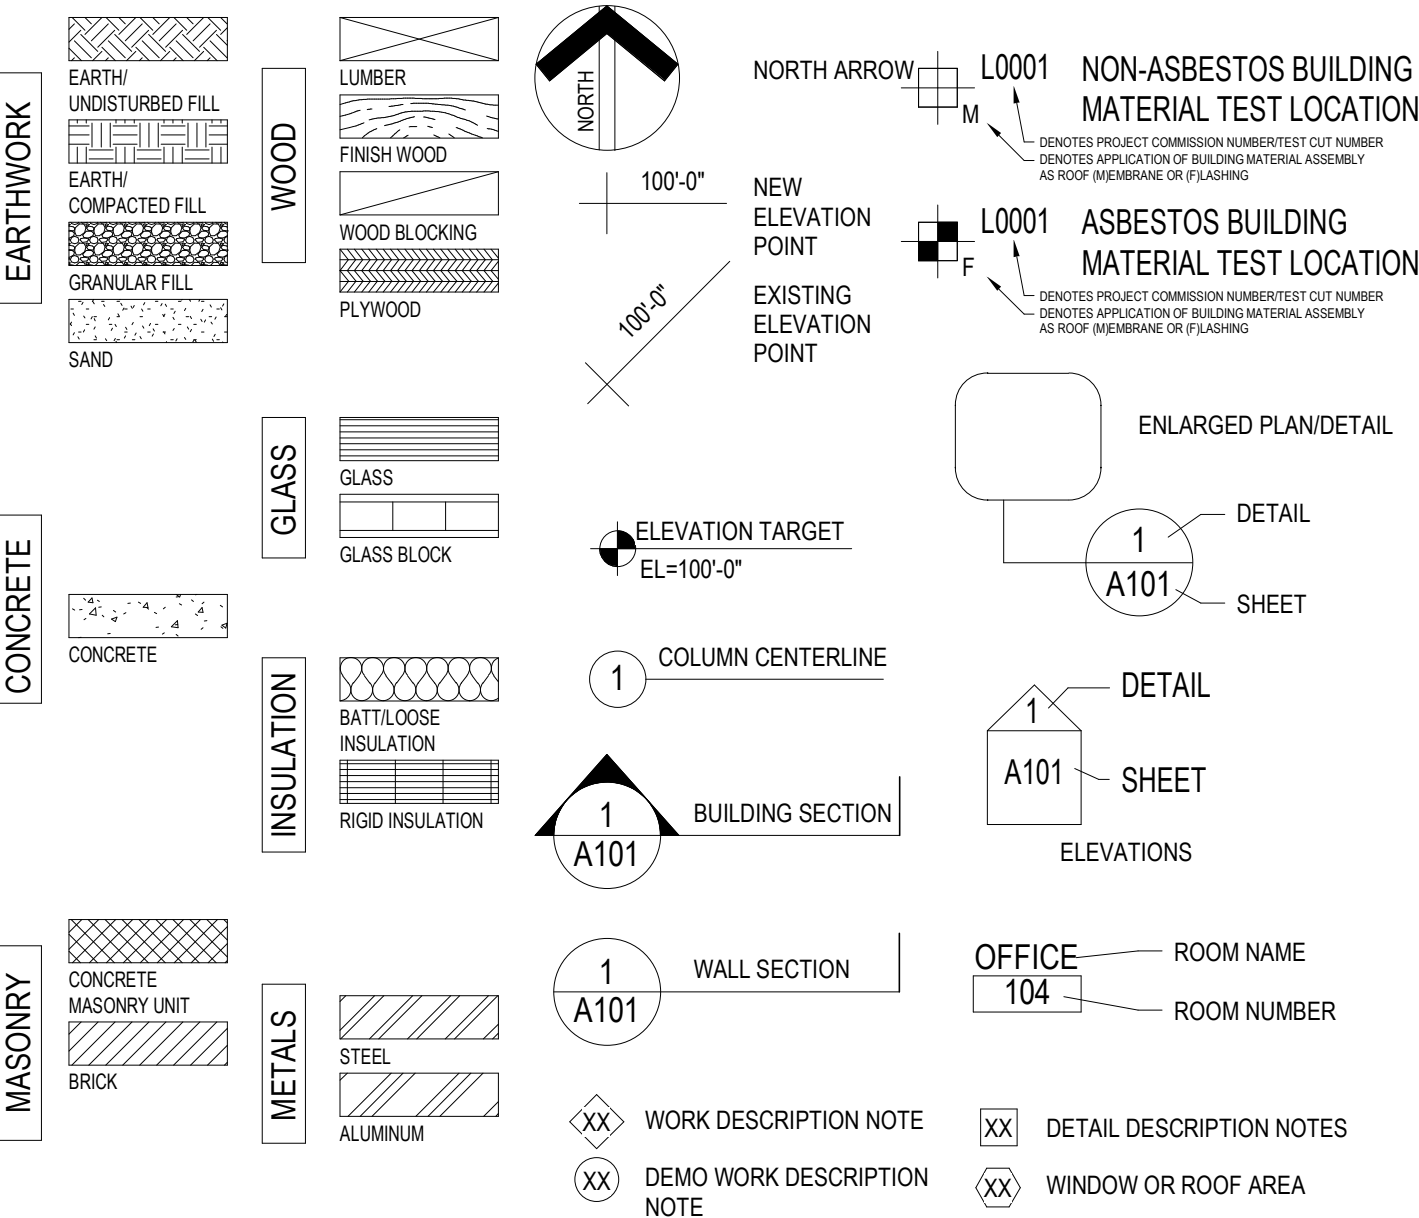 EARTHWORK
EARTH/
UNDISTURBED FILL
EARTH/
COMPACTED FILL
GRANULAR FILL
SAND
CONCRETE
CONCRETE
MASONRY
CONCRETE
MASONRY UNIT
BRICK
WOOD
LUMBER
FINISH WOOD
WOOD BLOCKING
PLYWOOD
GLASS
GLASS
GLASS BLOCK
INSULATION
BATT/LOOSE
INSULATION
RIGID INSULATION
METALS
STEEL
ALUMINUM
NORTH
NORTH ARROW
100'-0"
NEW
ELEVATION
POINT
100'-0"
EXISTING
ELEVATION
POINT
ELEVATION TARGET
EL=100'-0"
1
COLUMN CENTERLINE
1
A101
BUILDING SECTION
1
A101
WALL SECTION
XX
WORK DESCRIPTION NOTE
XX
DEMO WORK DESCRIPTION
NOTE
L0001
M
NON-ASBESTOS BUILDING
MATERIAL TEST LOCATION
DENOTES PROJECT COMMISSION NUMBER/TEST CUT NUMBER
DENOTES APPLICATION OF BUILDING MATERIAL ASSEMBLY
AS ROOF (M)EMBRANE OR (F)LASHING
L0001
F
ASBESTOS BUILDING
MATERIAL TEST LOCATION
DENOTES PROJECT COMMISSION NUMBER/TEST CUT NUMBER
DENOTES APPLICATION OF BUILDING MATERIAL ASSEMBLY
AS ROOF (M)EMBRANE OR (F)LASHING
ENLARGED PLAN/DETAIL
1
A101
DETAIL
SHEET
1
A101
DETAIL
SHEET
ELEVATIONS
OFFICE
104
ROOM NAME
ROOM NUMBER
XX
DETAIL DESCRIPTION NOTES
XX
WINDOW OR ROOF AREA